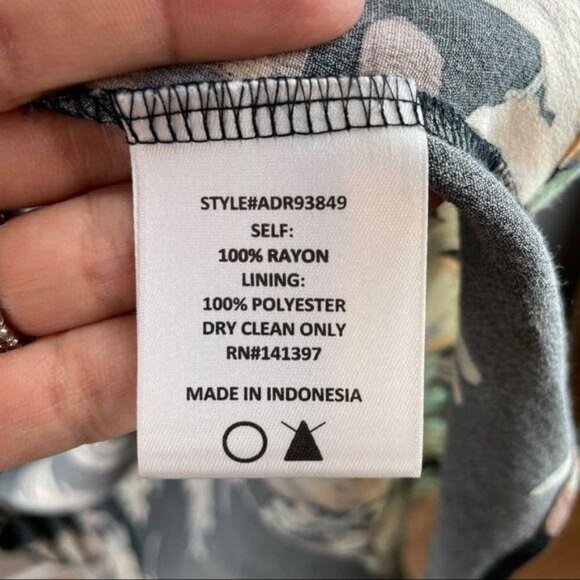 STYLE#ADR93849
SELF:
100% RAYON
LINING:
100% POLYESTER
DRY CLEAN ONLY
RN#141397
MADE IN INDONESIA